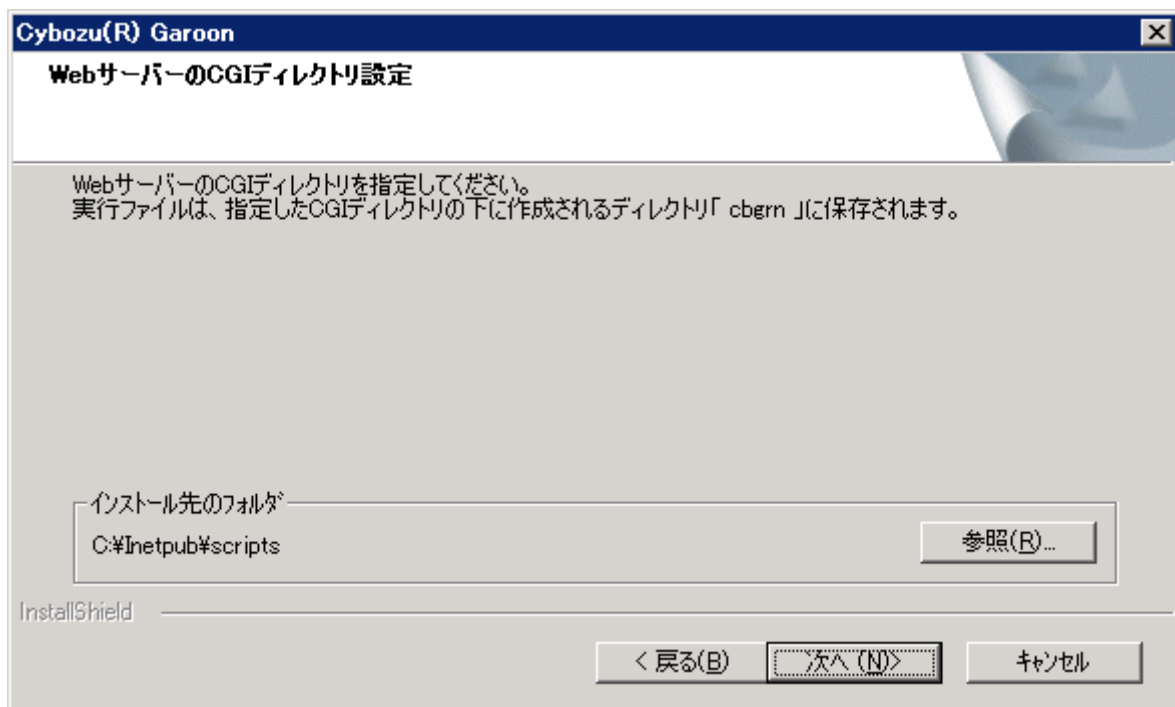 Cybozu(R) Garoon
WebサーバーのCGIディレクトリ設定
WebサーバーのCGIディレクトリを指定してください。
実行ファイルは、指定したCGIディレクトリの下に作成されるディレクトリ「 cbgrn 」に保存されます。
インストール先のフォルダ
C:¥Inetpub¥scripts
参照(R)...
InstallShield
< 戻る(B)
次へ (N)>
キャンセル